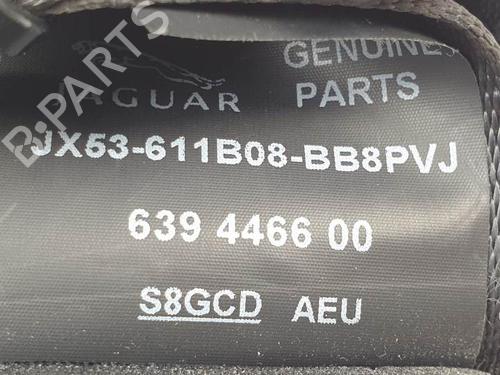 GENUINE
JAGUAR PARTS
JX53-611B08-BB8PVJ
639 4466 00
S8GCD AEU
B-PARTS